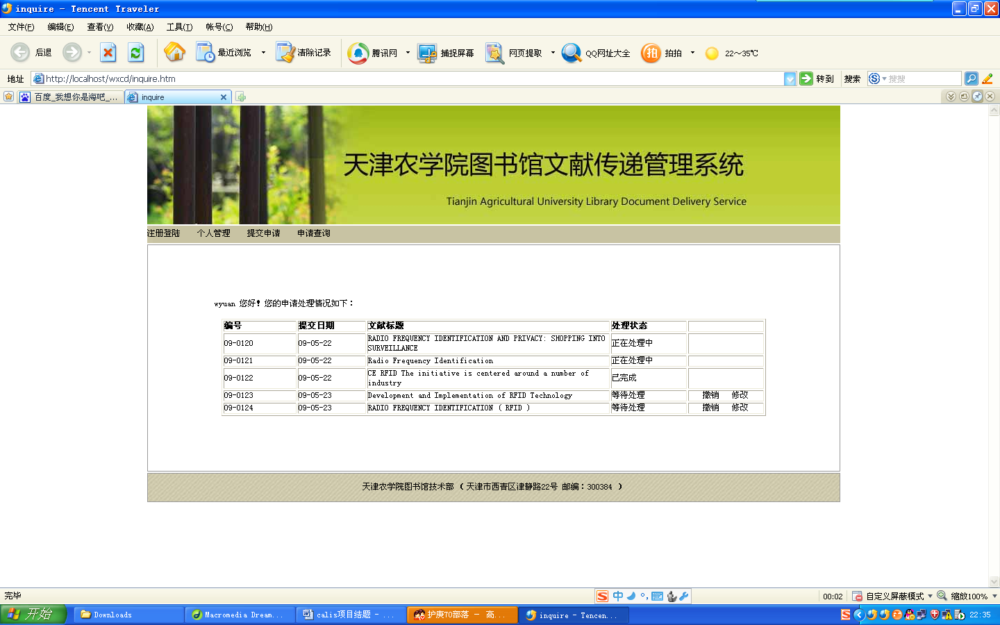 inquire - Tencent Traveler
文件(F) 编辑(E) 查看(V) 收藏(A) 工具(T) 帐号(C) 帮助(H)
后退 最近浏览 清除记录 腾讯网 捕捉屏幕 网页提取 QQ网址大全 拍 拍拍 22～35℃
地址 http://localhost/wxcd/inquire.htm 转到 搜索 搜搜
百度_我想你是海吧_... inquire
天津农学院图书馆文献传递管理系统
Tianjin Agricultural University Library Document Delivery Service
注册登陆 个人管理 提交申请 申请查询
wyuan 您好！您的申请处理情况如下：
编号 提交日期 文献标题 处理状态
09-0120 09-05-22 RADIO FREQUENCY IDENTIFICATION AND PRIVACY: SHOPPING INTO SURVEILLANCE 正在处理中
09-0121 09-05-22 Radio Frequency Identification 正在处理中
09-0122 09-05-22 CE RFID The initiative is centered around a number of industry 已完成
09-0123 09-05-23 Development and Implementation of RFID Technology 等待处理 撤销 修改
09-0124 09-05-23 RADIO FREQUENCY IDENTIFICATION ( RFID ) 等待处理 撤销 修改
天津农学院图书馆技术部 （ 天津市西青区津静路22号 邮编：300384 ）
完毕 中 00:02 自定义屏蔽模式 缩放100%
开始 Downloads Macromedia Dream... calis项目结题 - ... 护庚70部落 － 高... inquire - Tencen... 22:35